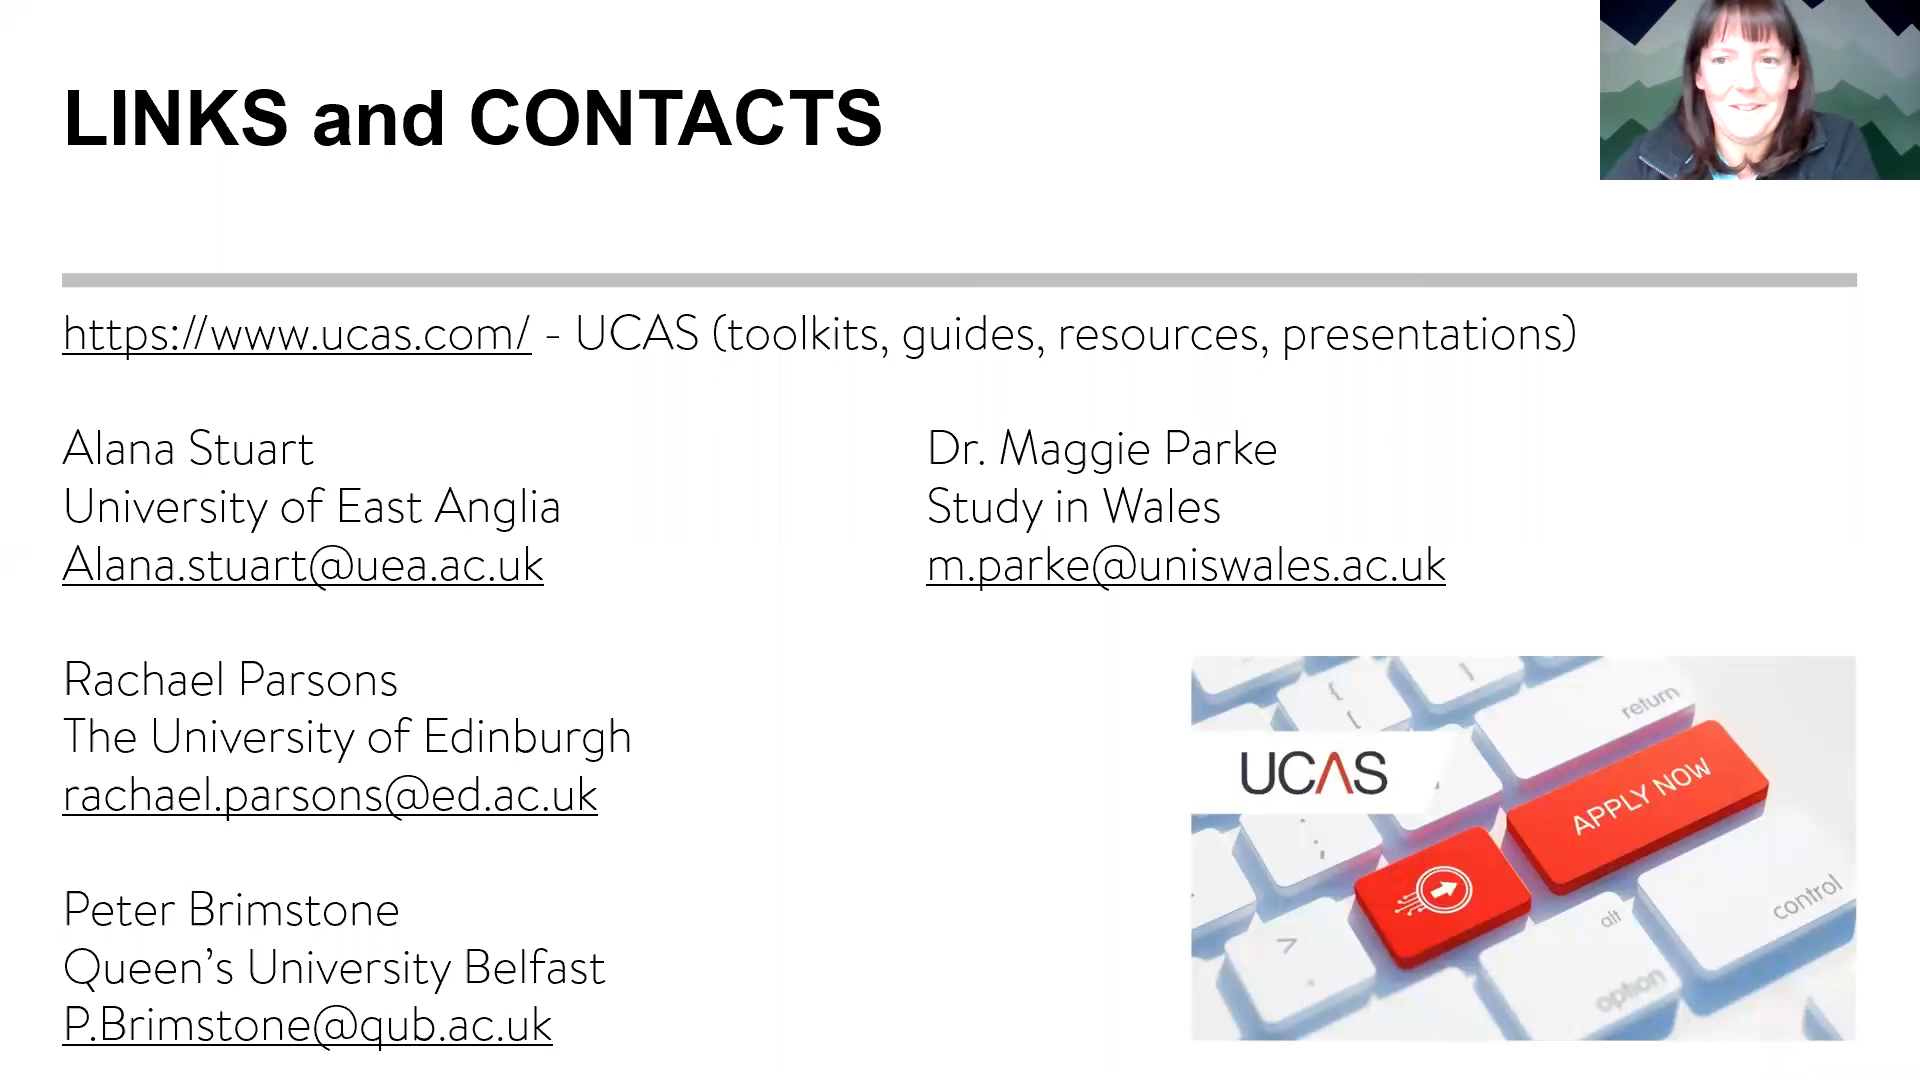 LINKS and CONTACTS
https://www.ucas.com/ - UCAS (toolkits, guides, resources, presentations)
Alana Stuart
University of East Anglia
Alana.stuart@uea.ac.uk
Dr. Maggie Parke
Study in Wales
m.parke@uniswales.ac.uk
Rachael Parsons
The University of Edinburgh
rachael.parsons@ed.ac.uk
Peter Brimstone
Queen’s University Belfast
P.Brimstone@qub.ac.uk
{ [
]
return
UCAS
APPLY NOW
: ;
> .
alt
option
control